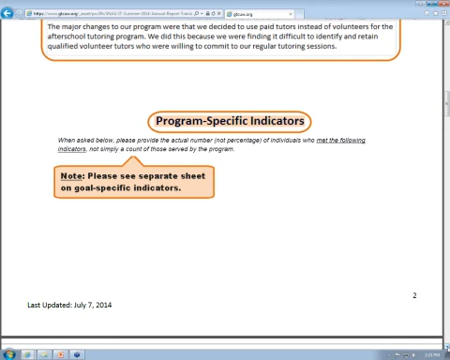 gtcuw.org
The major changes to our program were that we decided to use paid tutors instead of volunteers for the
afterschool tutoring program. We did this because we were finding it difficult to identify and retain
qualified volunteer tutors who were willing to commit to our regular tutoring sessions.
Program-Specific Indicators
When asked below, please provide the actual number (not percentage) of individuals who met the following
indicators, not simply a count of those served by the program.
Note: Please see separate sheet
on goal-specific indicators.
2
Last Updated: July 7, 2014